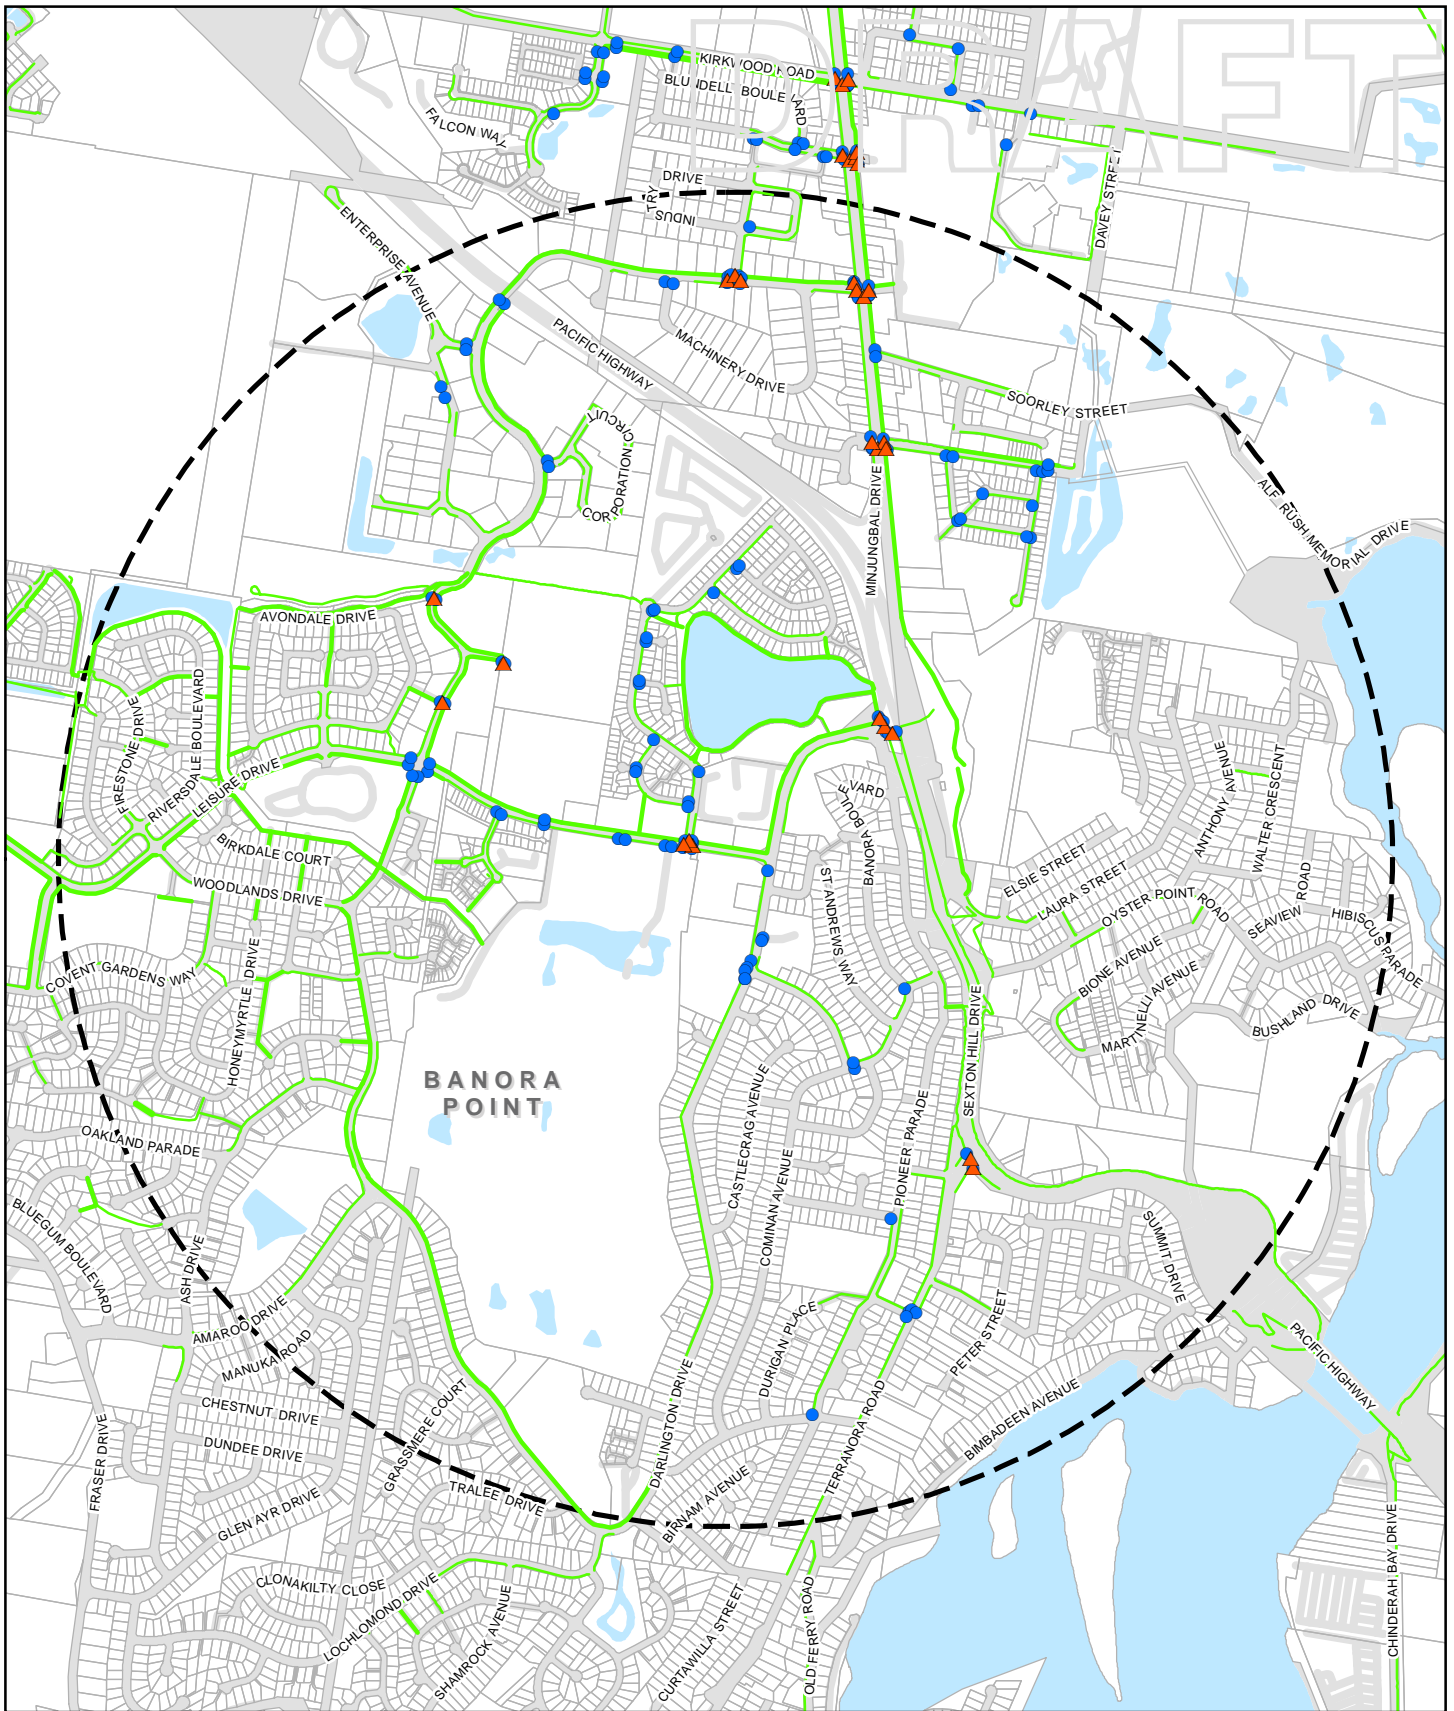 DRAFT
KIRKWOOD ROAD
BLUNDELL BOULEVARD
FALCON WAY
INDUSTRY DRIVE
DAVEY STREET
ENTERPRISE AVENUE
PACIFIC HIGHWAY
MACHINERY DRIVE
SOORLEY STREET
CORPORATION CIRCUIT
MINJUNGBAL DRIVE
ALF RUSH MEMORIAL DRIVE
AVONDALE DRIVE
FIRESTONE DRIVE
RIVERSDALE BOULEVARD
LEISURE DRIVE
BANORA BOULEVARD
ANTHONY AVENUE
WALTER CRESCENT
BIRKDALE COURT
WOODLANDS DRIVE
ST ANDREWS WAY
ELSIE STREET
LAURA STREET
OYSTER POINT ROAD
SEAVIEW ROAD
HIBISCUS PARADE
COVENT GARDENS WAY
HONEYMYRTLE DRIVE
BIONE AVENUE
MARTINELLI AVENUE
BUSHLAND DRIVE
SEXTON HILL DRIVE
BANORA
POINT
CASTLECRAG AVENUE
PIONEER PARADE
OAKLAND PARADE
COMINAN AVENUE
BLUEGUM BOULEVARD
ASH DRIVE
SUMMIT DRIVE
AMAROO DRIVE
MANUKA ROAD
DURIGAN PLACE
PETER STREET
PACIFIC HIGHWAY
CHESTNUT DRIVE
DUNDEE DRIVE
GRASSMERE COURT
DARLINGTON DRIVE
TERRANORA ROAD
BIMBADEEN AVENUE
FRASER DRIVE
GLEN AYR DRIVE
TRALEE DRIVE
BIRNAM AVENUE
CLONAKILTY CLOSE
LOCHLOMOND DRIVE
SHAMROCK AVENUE
CURTAWILLA STREET
OLD FERRY ROAD
CHINDERAH BAY DRIVE